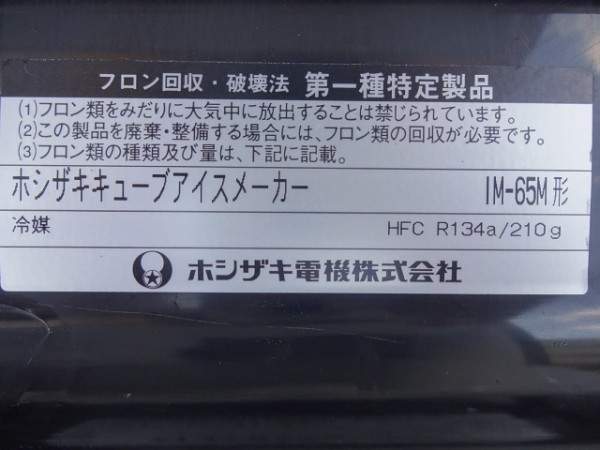 フロン回収・破壊法 第一種特定製品
(1)フロン類をみだりに大気中に放出することは禁じられています。
(2)この製品を廃棄・整備する場合には、フロン類の回収が必要です。
(3)フロン類の種類及び量は、下記に記載。
ホシザキキューブアイスメーカー IM-65M形
冷媒 HFC R134a/210g
ホシザキ電機株式会社